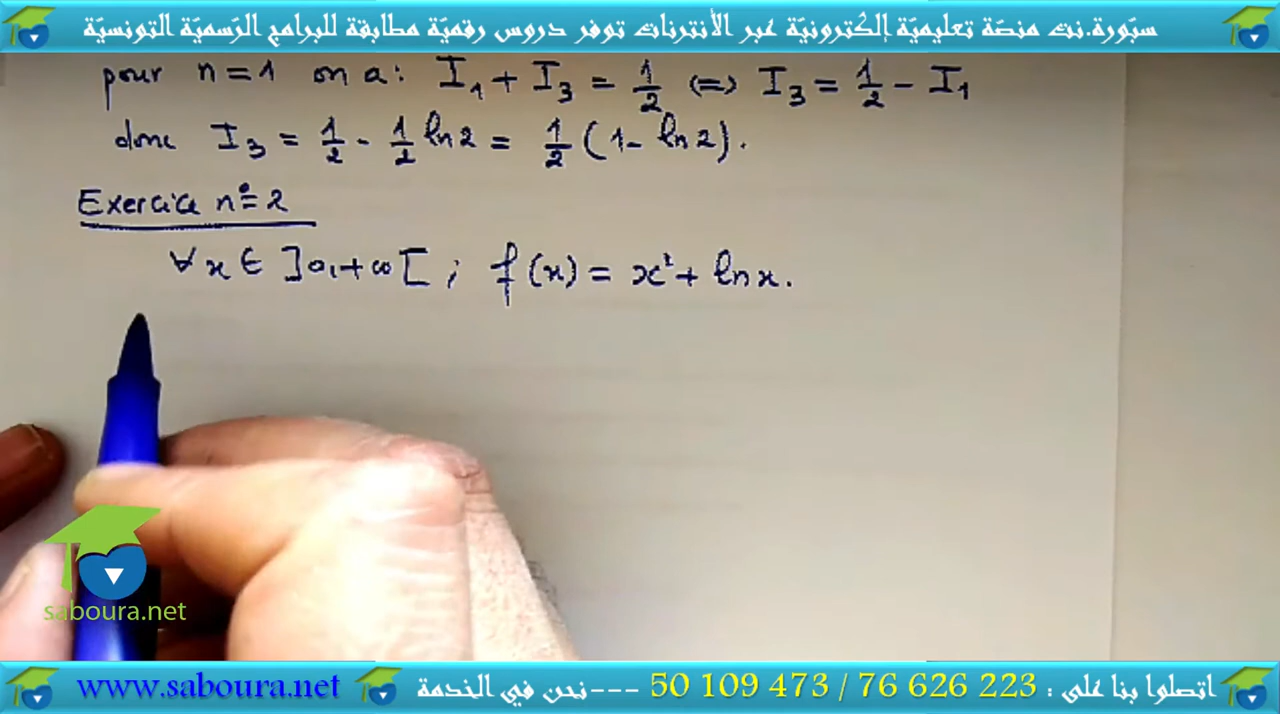 سبّورة.نت منصّة تعليميّة إلكترونيّة عبر الأنترنات توفر دروس رقميّة مطابقة للبرامج الرّسميّة التونسيّة
pour n = 1 on a : I₁ + I₃ = 1/2 (=) I₃ = 1/2 - I₁
donc I₃ = 1/2 - 1/2 ln 2 = 1/2 (1 - ln 2).
Exercice n° = 2
∀ x ∈ ]0, +∞[ ; f(x) = x² + ln x.
saboura.net
اتصلوا بنا على : 50 109 473 / 76 626 223 ---نحن في الخدمة www.saboura.net